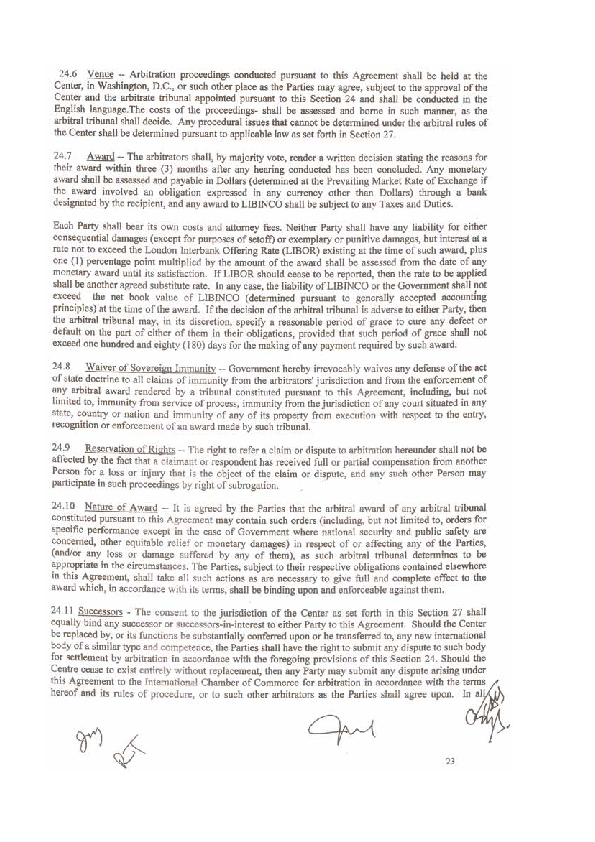 24.6 Venue -- Arbitration proceedings conducted pursuant to this Agreement shall be held at the
Center, in Washington, D.C., or such other place as the Parties may agree, subject to the approval of the
Center and the arbitrate tribunal appointed pursuant to this Section 24 and shall be conducted in the
English language.The costs of the proceedings- shall be assessed and borne in such manner, as the
arbitral tribunal shall decide. Any procedural issues that cannot be determined under the arbitral rules of
the Center shall be determined pursuant to applicable law as set forth in Section 27.
24.7 Award -- The arbitrators shall, by majority vote, render a written decision stating the reasons for
their award within three (3) months after any hearing conducted has been concluded. Any monetary
award shall be assessed and payable in Dollars (determined at the Prevailing Market Rate of Exchange if
the award involved an obligation expressed in any currency other than Dollars) through a bank
designated by the recipient, and any award to LIBINCO shall be subject to any Taxes and Duties.
Each Party shall bear its own costs and attorney fees. Neither Party shall have any liability for either
consequential damages (except for purposes of setoff) or exemplary or punitive damages, but interest at a
rate not to exceed the London Interbank Offering Rate (LIBOR) existing at the time of such award, plus
one (1) percentage point multiplied by the amount of the award shall be assessed from the date of any
monetary award until its satisfaction. If LIBOR should cease to be reported, then the rate to be applied
shall be another agreed substitute rate. In any case, the liability of LIBINCO or the Government shall not
exceed the net book value of LIBINCO (determined pursuant to generally accepted accounting
principles) at the time of the award. If the decision of the arbitral tribunal is adverse to either Party, then
the arbitral tribunal may, in its discretion, specify a reasonable period of grace to cure any defect or
default on the part of either of them in their obligations, provided that such period of grace shall not
exceed one hundred and eighty (180) days for the making of any payment required by such award.
24.8 Waiver of Sovereign Immunity -- Government hereby irrevocably waives any defense of the act
of state doctrine to all claims of immunity from the arbitrators' jurisdiction and from the enforcement of
any arbitral award rendered by a tribunal constituted pursuant to this Agreement, including, but not
limited to, immunity from service of process, immunity from the jurisdiction of any court situated in any
state, country or nation and immunity of any of its property from execution with respect to the entry,
recognition or enforcement of an award made by such tribunal.
24.9 Reservation of Rights -- The right to refer a claim or dispute to arbitration hereunder shall not be
affected by the fact that a claimant or respondent has received full or partial compensation from another
Person for a loss or injury that is the object of the claim or dispute, and any such other Person may
participate in such proceedings by right of subrogation.
24.10 Nature of Award -- It is agreed by the Parties that the arbitral award of any arbitral tribunal
constituted pursuant to this Agreement may contain such orders (including, but not limited to, orders for
specific performance except in the case of Government where national security and public safety are
concerned, other equitable relief or monetary damages) in respect of or affecting any of the Parties,
(and/or any loss or damage suffered by any of them), as such arbitral tribunal determines to be
appropriate in the circumstances. The Parties, subject to their respective obligations contained elsewhere
in this Agreement, shall take all such actions as are necessary to give full and complete effect to the
award which, in accordance with its terms, shall be binding upon and enforceable against them.
24.11 Successors - The consent to the jurisdiction of the Center as set forth in this Section 27 shall
equally bind any successor or successors-in-interest to either Party to this Agreement. Should the Center
be replaced by, or its functions be substantially conferred upon or be transferred to, any new international
body of a similar type and competence, the Parties shall have the right to submit any dispute to such body
for settlement by arbitration in accordance with the foregoing provisions of this Section 24. Should the
Centre cease to exist entirely without replacement, then any Party may submit any dispute arising under
this Agreement to the International Chamber of Commerce for arbitration in accordance with the terms
hereof and its rules of procedure, or to such other arbitrators as the Parties shall agree upon. In all
23